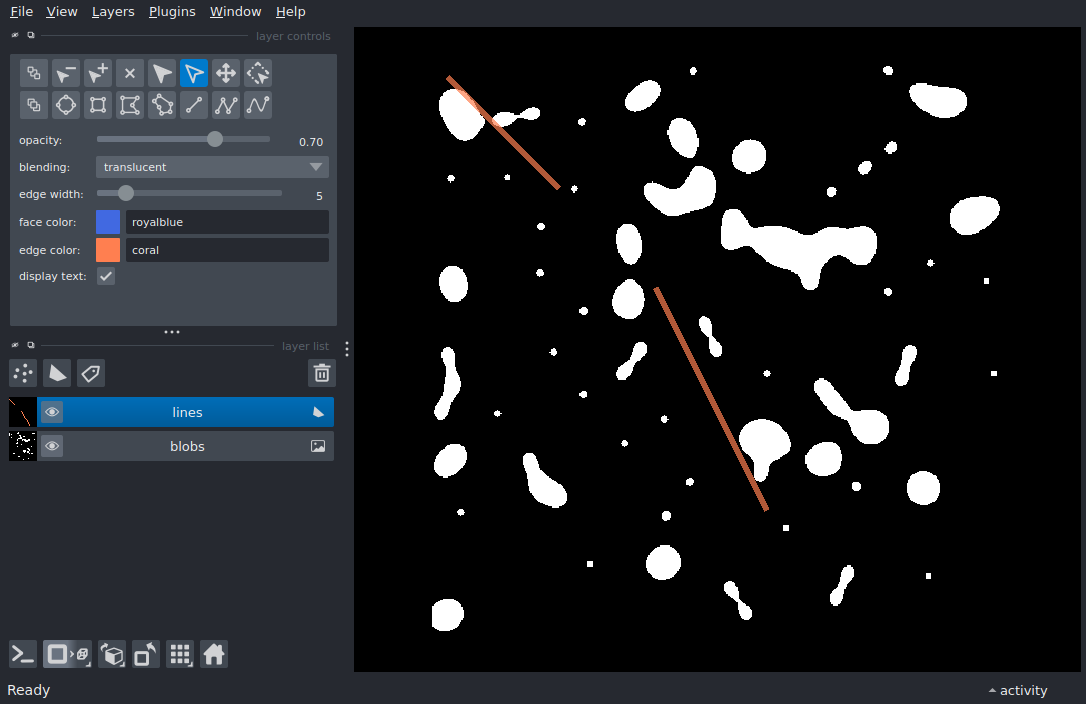 File View Layers Plugins Window Help
layer controls
opacity: 0.70
blending: translucent
edge width: 5
face color: royalblue
edge color: coral
display text:
layer list
lines
blobs
Ready
activity